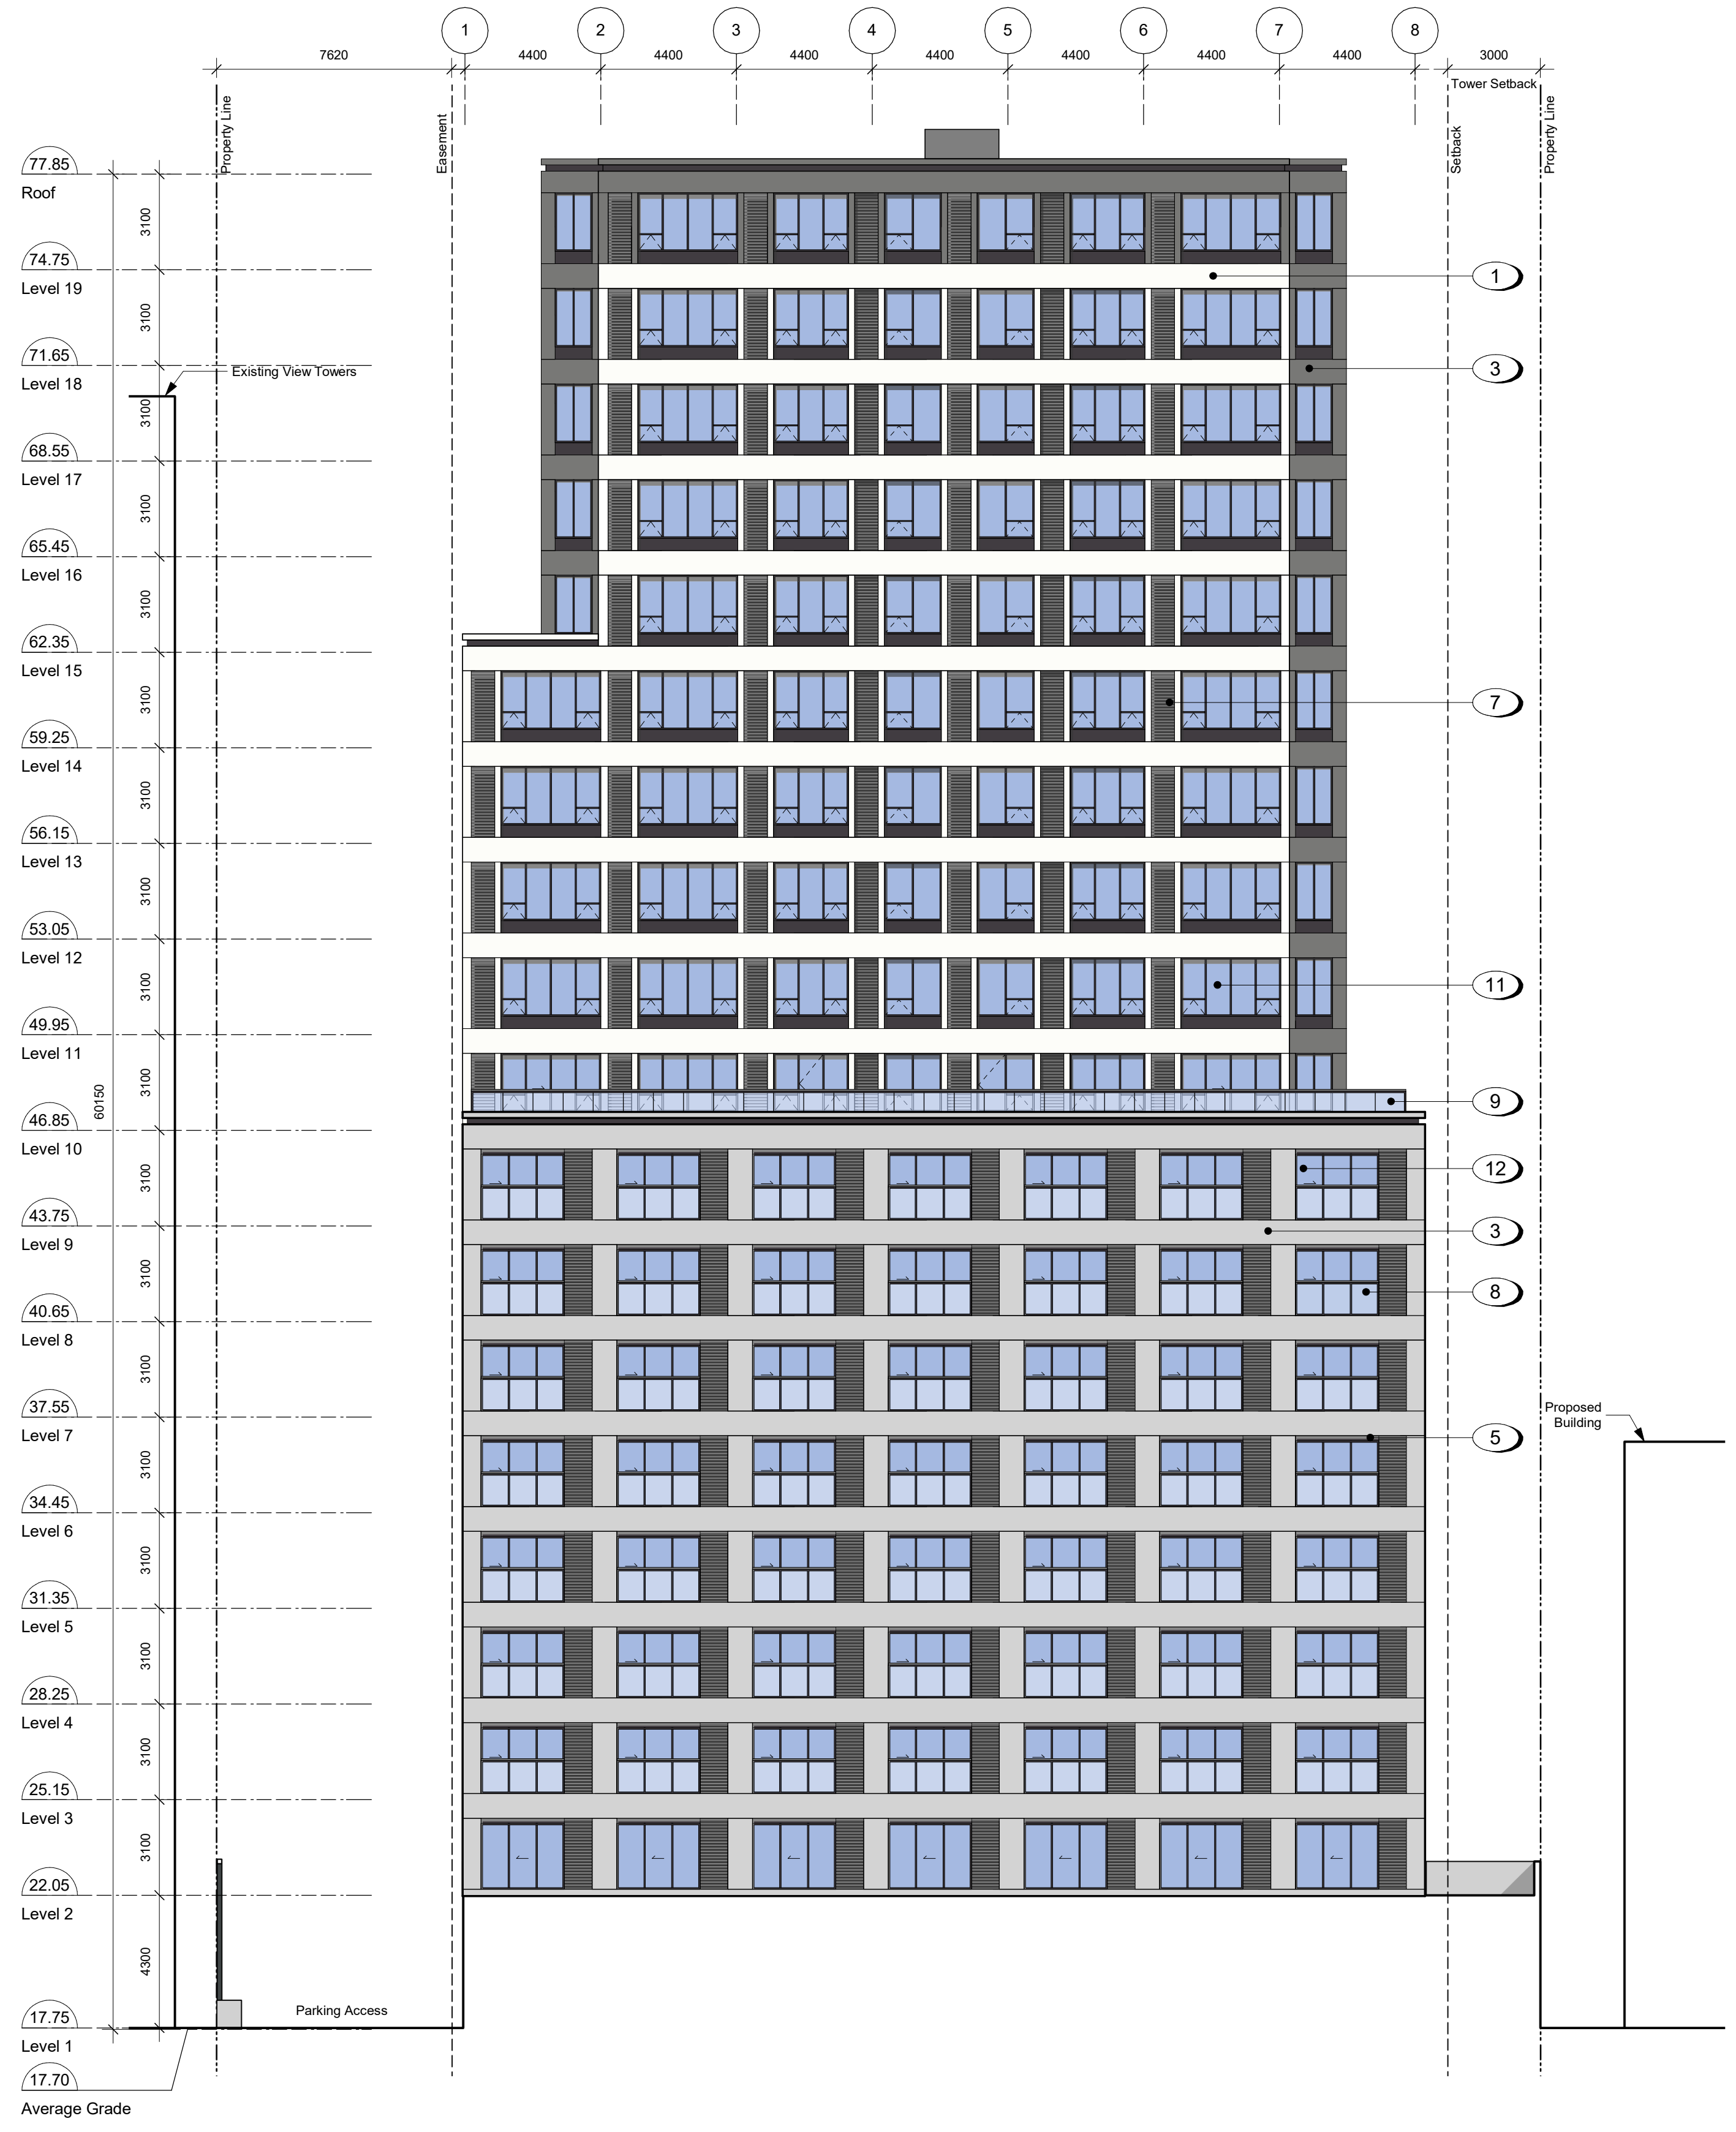 1 2 3 4 5 6 7 8
7620 4400 4400 4400 4400 4400 4400 4400 3000
Tower Setback
Property Line
Easement
Setback
Property Line
77.85
Roof
3100
74.75
Level 19
1
3100
71.65
Level 18
Existing View Towers
3
3100
68.55
Level 17
3100
65.45
Level 16
3100
62.35
Level 15
3100
7
59.25
Level 14
3100
56.15
Level 13
3100
53.05
Level 12
3100
11
49.95
Level 11
3100
60150
9
46.85
Level 10
3100
12
43.75
Level 9
3
3100
8
40.65
Level 8
3100
37.55
Level 7
Proposed
Building
5
3100
34.45
Level 6
3100
31.35
Level 5
3100
28.25
Level 4
3100
25.15
Level 3
3100
22.05
Level 2
4300
Parking Access
17.75
Level 1
17.70
Average Grade